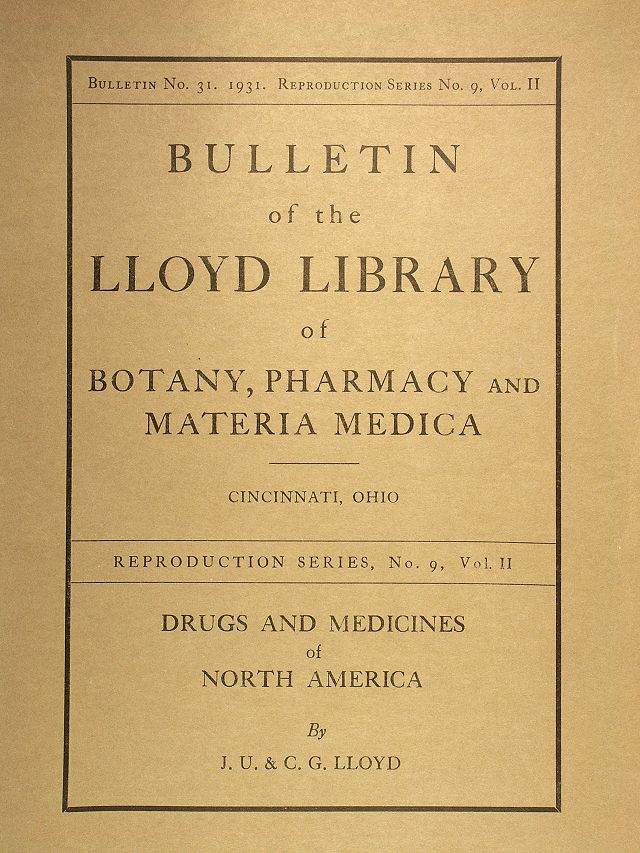 Bulletin No. 31. 1931. Reproduction Series No. 9, Vol. II
BULLETIN
of the
LLOYD LIBRARY
of
BOTANY, PHARMACY AND
MATERIA MEDICA
CINCINNATI, OHIO
REPRODUCTION SERIES, No. 9, Vol. II
DRUGS AND MEDICINES
of
NORTH AMERICA
By
J. U. & C. G. LLOYD